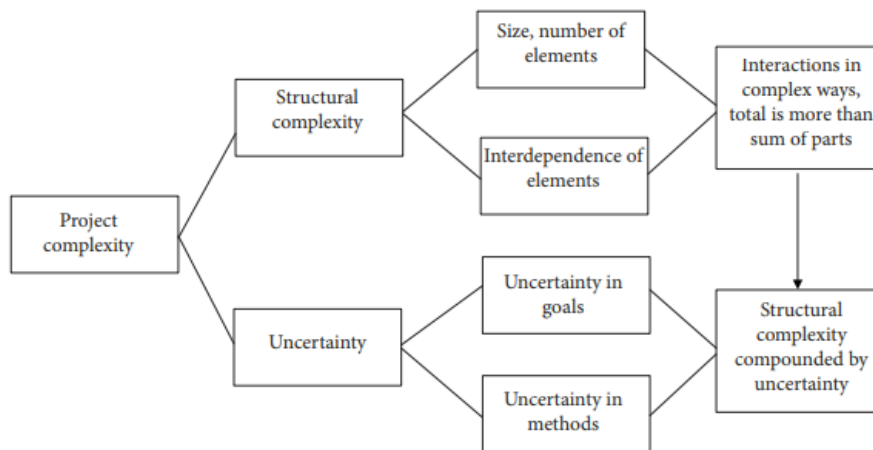 Size, number of
elements
Interactions in
complex ways,
total is more than
sum of parts
Structural
complexity
Interdependence of
elements
Project
complexity
Uncertainty in
goals
Uncertainty
Structural
complexity
compounded by
uncertainty
Uncertainty in
methods